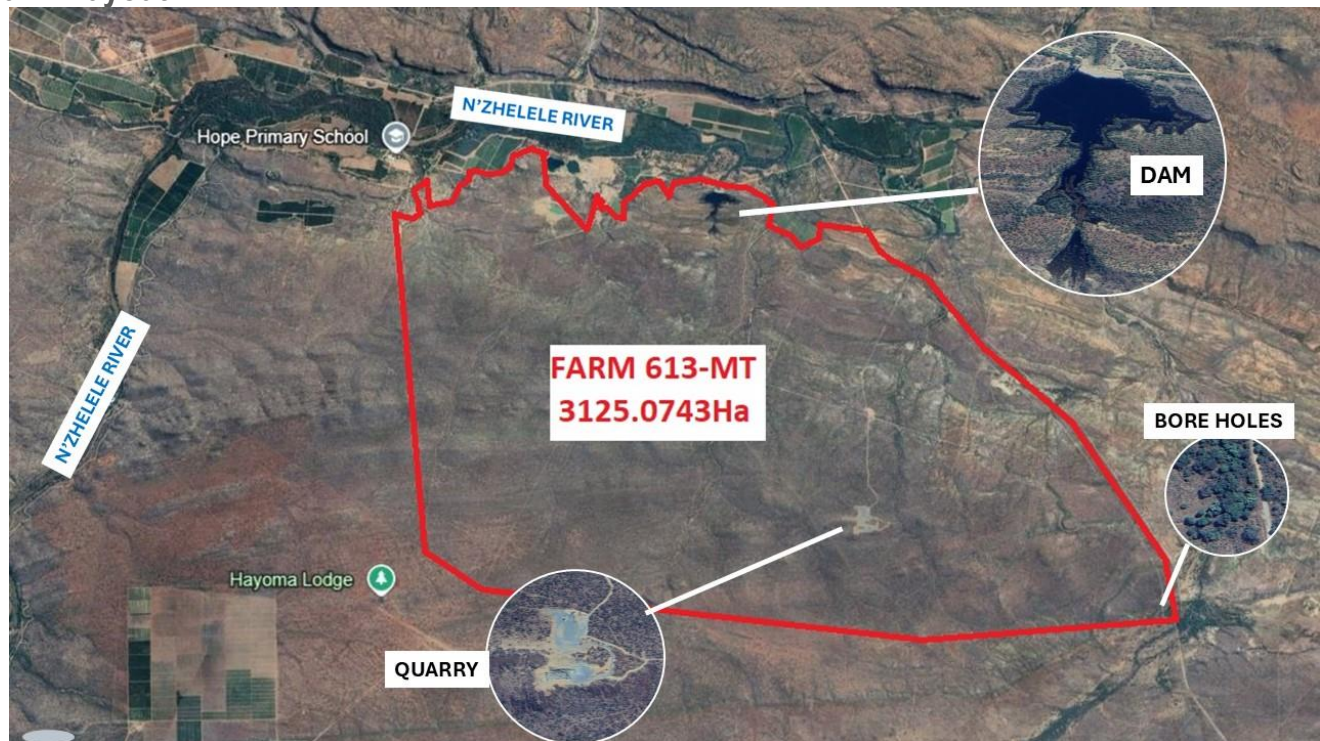 N'ZHELELE RIVER
Hope Primary School
DAM
N'ZHELELE RIVER
FARM 613-MT
3125.0743Ha
BORE HOLES
Hayoma Lodge
QUARRY